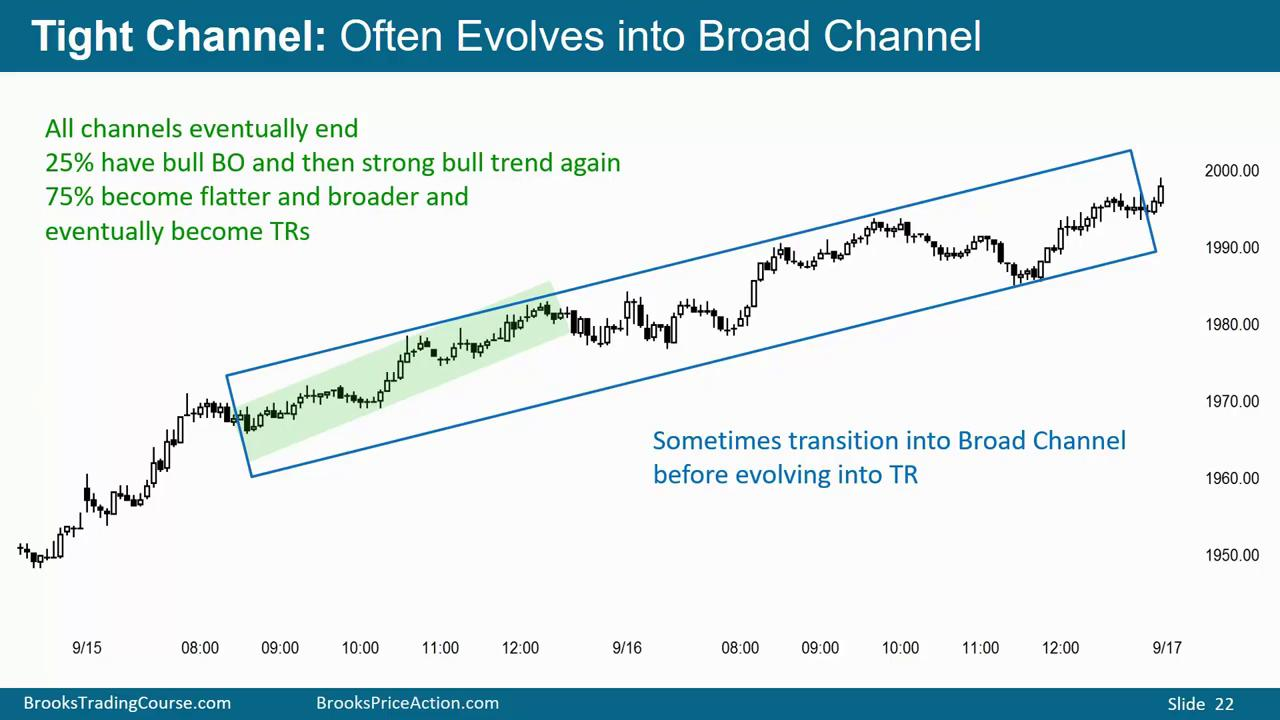 Tight Channel: Often Evolves into Broad Channel
All channels eventually end
25% have bull BO and then strong bull trend again
75% become flatter and broader and
eventually become TRs
2000.00
1990.00
1980.00
1970.00
1960.00
1950.00
Sometimes transition into Broad Channel
before evolving into TR
9/15 08:00 09:00 10:00 11:00 12:00 9/16 08:00 09:00 10:00 11:00 12:00 9/17
BrooksTradingCourse.com BrooksPriceAction.com Slide 22